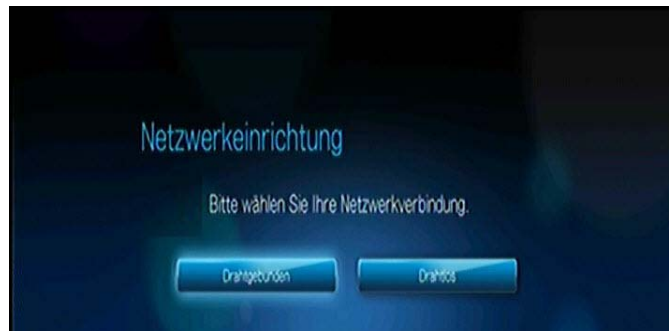 Netzwerkeinrichtung
Bitte wählen Sie Ihre Netzwerkverbindung.
Drahtgebunden
Drahtlos